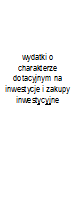 wydatki o
charakterze
dotacyjnym na
inwestycje i zakupy
inwestycyjne